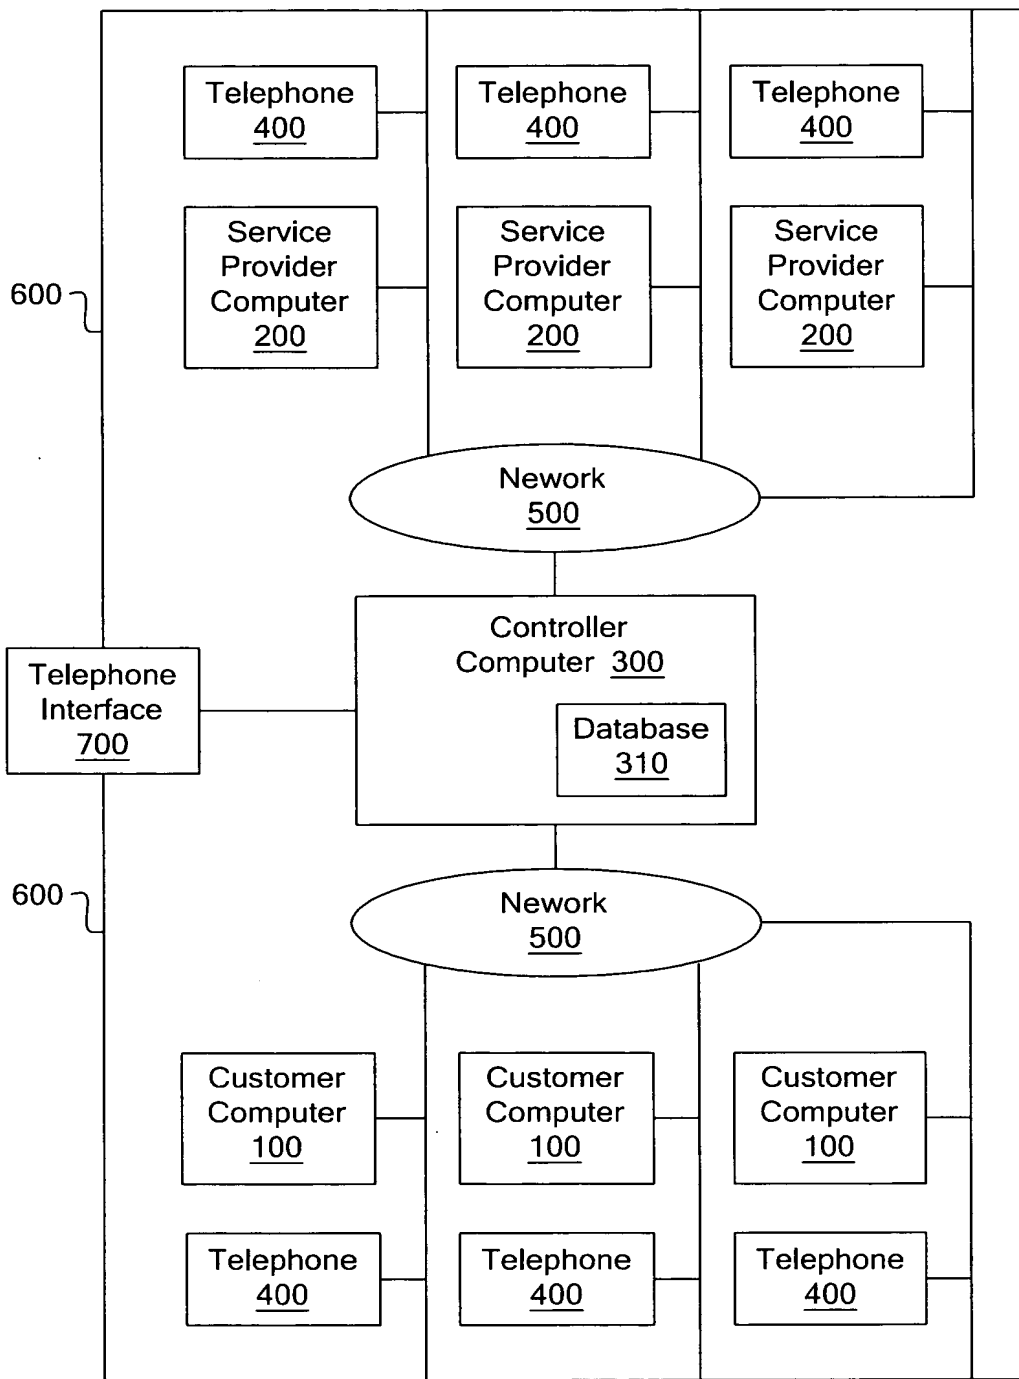 Telephone
400
Telephone
400
Telephone
400
Service
Provider
Computer
200
Service
Provider
Computer
200
Service
Provider
Computer
200
600
Nework
500
Controller
Computer 300
Telephone
Interface
700
Database
310
600
Nework
500
Customer
Computer
100
Customer
Computer
100
Customer
Computer
100
Telephone
400
Telephone
400
Telephone
400